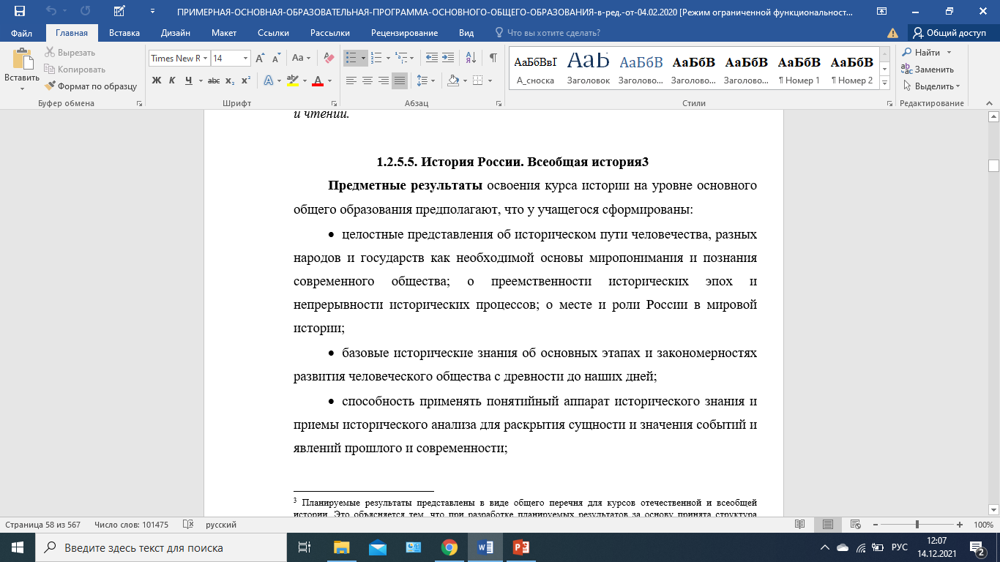 ПРИМЕРНАЯ-ОСНОВНАЯ-ОБРАЗОВАТЕЛЬНАЯ-ПРОГРАММА-ОСНОВНОГО-ОБЩЕГО-ОБРАЗОВАНИЯ-в-ред.-от-04.02.2020 [Режим ограниченной функциональност...
Файл Главная Вставка Дизайн Макет Ссылки Рассылки Рецензирование Вид Что вы хотите сделать? Общий доступ
Вставить
Вырезать
Копировать
Формат по образцу
Буфер обмена
Times New R 14 Aa
Ж К Ч abc x₂ x² A ab A
Шрифт
Абзац
АаБбВвГ АаБ АаБбВ АаБбВ АаБбВ АаБбВ АаБбВ
А_сноска Заголовок Заголово... Заголово... Заголово... ¶ Номер 1 ¶ Номер 2
Стили
Найти
Заменить
Выделить
Редактирование
и чтении.
1.2.5.5. История России. Всеобщая история3
Предметные результаты освоения курса истории на уровне основного
общего образования предполагают, что у учащегося сформированы:
• целостные представления об историческом пути человечества, разных
народов и государств как необходимой основы миропонимания и познания
современного общества; о преемственности исторических эпох и
непрерывности исторических процессов; о месте и роли России в мировой
истории;
• базовые исторические знания об основных этапах и закономерностях
развития человеческого общества с древности до наших дней;
• способность применять понятийный аппарат исторического знания и
приемы исторического анализа для раскрытия сущности и значения событий и
явлений прошлого и современности;
3 Планируемые результаты представлены в виде общего перечня для курсов отечественной и всеобщей
истории. Это объясняется тем, что при разработке планируемых результатов за основу принята структура
Страница 58 из 567 Число слов: 101475 русский 100%
Введите здесь текст для поиска
РУС
12:07
14.12.2021
2